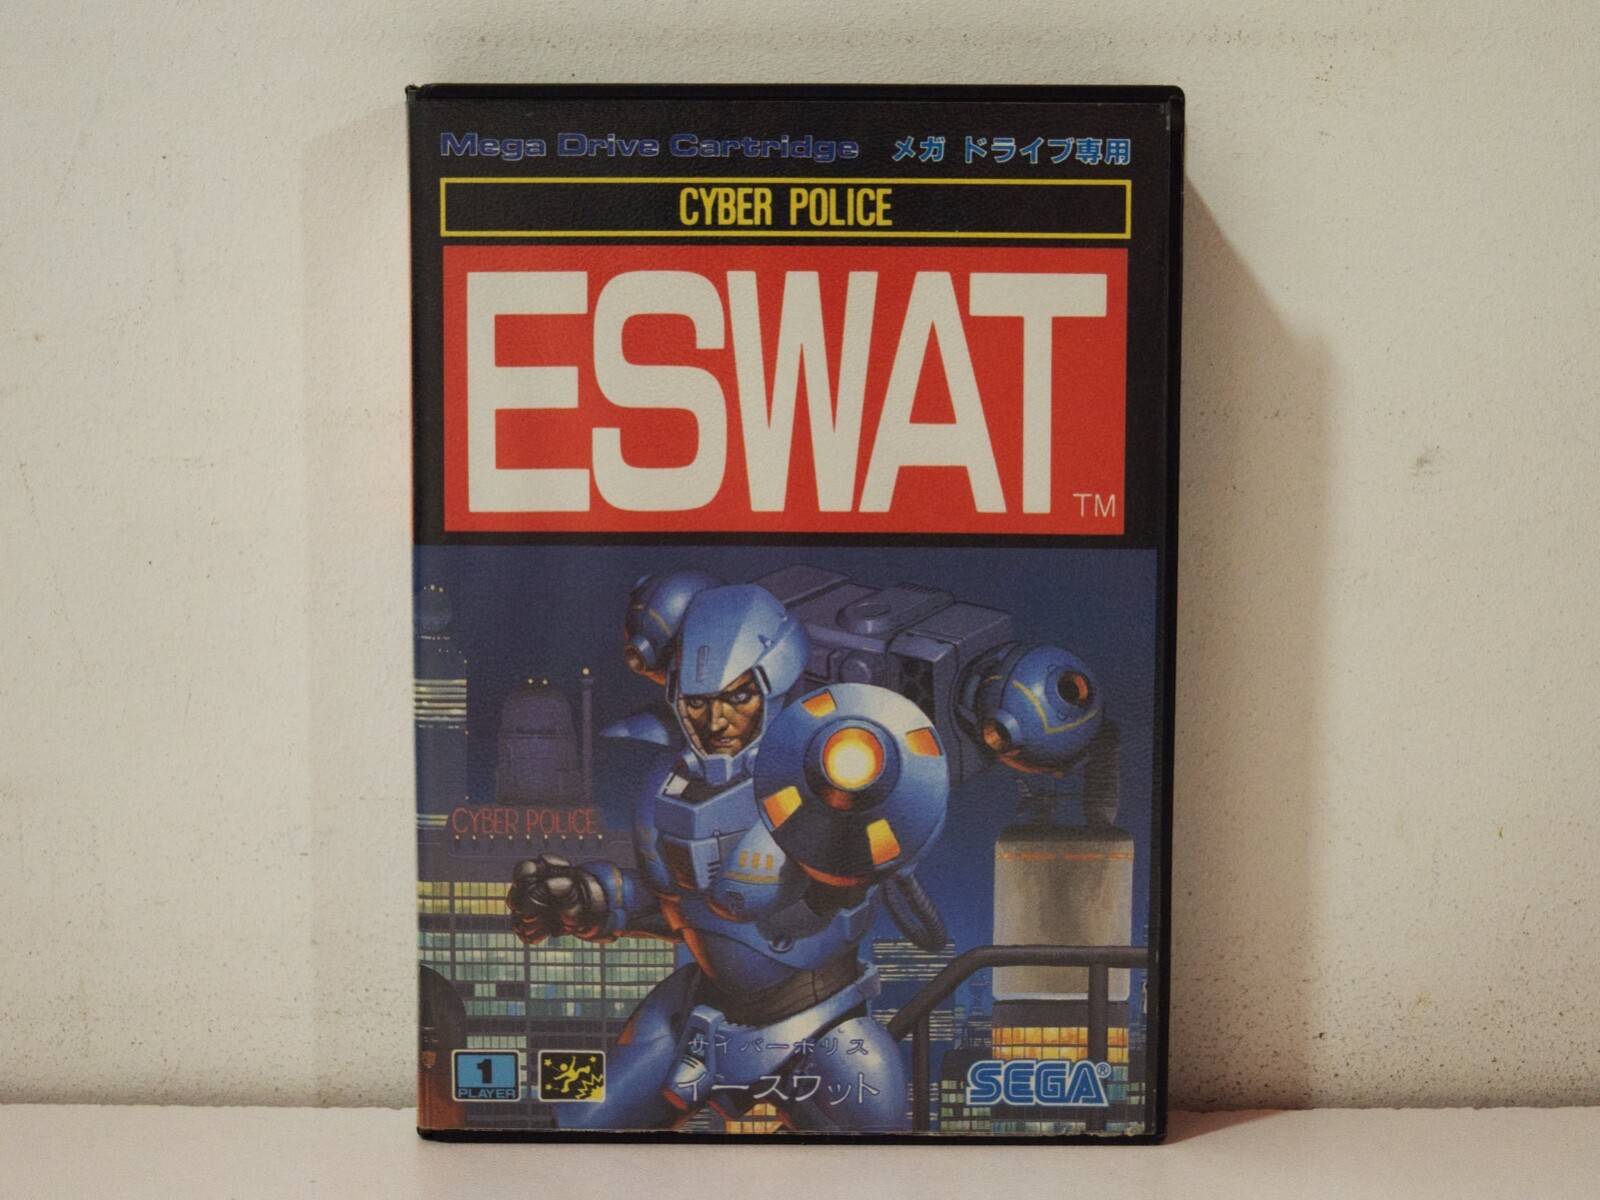 Mega Drive Cartridge メガ ドライブ専用
CYBER POLICE
ESWAT TM
CYBER POLICE
サイバーポリス
イースワット
1
PLAYER
SEGA®